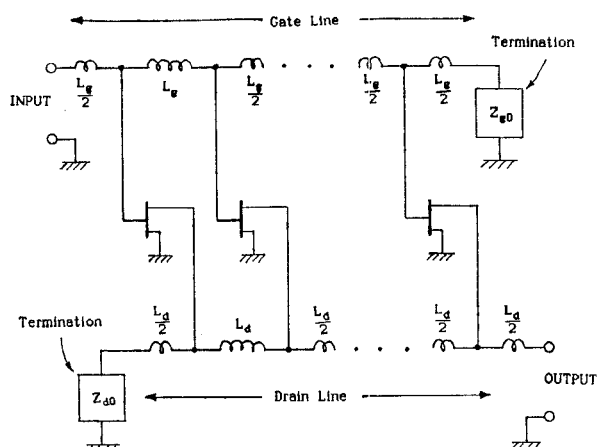 Gate Line
Termination
INPUT
L_g/2
L_g
L_g/2
. . . .
L_g/2
L_g/2
Z_g0
Termination
L_d/2
L_d
L_d/2
. . . .
L_d/2
L_d/2
Z_d0
Drain Line
OUTPUT